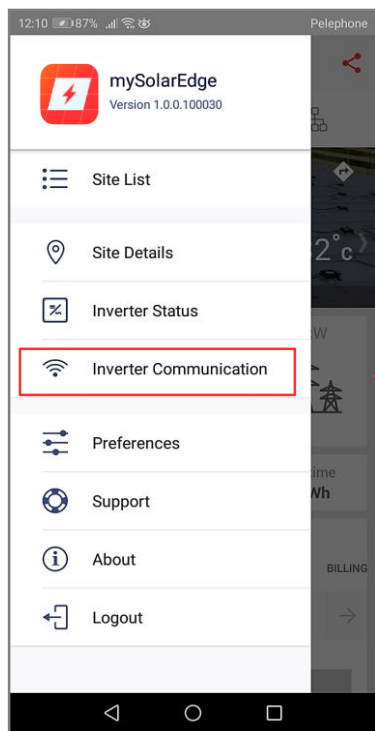 12:10 87% Pelephone
mySolarEdge
Version 1.0.0.100030
Site List
Site Details
2°c
Inverter Status
W
Inverter Communication
Preferences
ime
Wh
Support
About
BILLING
Logout